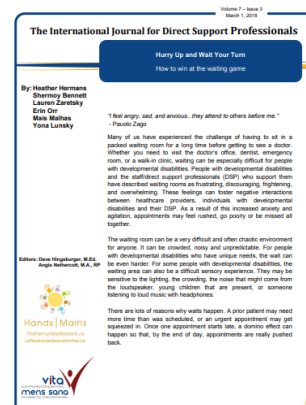 Volume 7 – Issue 3
March 1, 2018
The International Journal for Direct Support Professionals
Hurry Up and Wait Your Turn
How to win at the waiting game
By: Heather Hermans
Shermoy Bennett
Lauren Zaretsky
Erin Orr
Mais Malhas
Yona Lunsky
"I feel angry, sad, and anxious...they attend to others before me."
- Pauolo Zago
Many of us have experienced the challenge of having to sit in a
packed waiting room for a long time before getting to see a doctor.
Whether you need to visit the doctor's office, dentist, emergency
room, or a walk-in clinic, waiting can be especially difficult for people
with developmental disabilities. People with developmental disabilities
and the staff/direct support professionals (DSP) who support them
have described waiting rooms as frustrating, discouraging, frightening,
and overwhelming. These feelings can foster negative interactions
between healthcare providers, individuals with developmental
disabilities and their DSP. As a result of this increased anxiety and
agitation, appointments may feel rushed, go poorly or be missed all
together.
The waiting room can be a very difficult and often chaotic environment
for anyone. It can be crowded, noisy and unpredictable. For people
with developmental disabilities who have unique needs, the wait can
be even harder. For some people with developmental disabilities, the
waiting area can also be a difficult sensory experience. They may be
sensitive to the lighting, the crowding, the noise that might come from
the loudspeaker, young children that are present, or someone
listening to loud music with headphones.
There are lots of reasons why waits happen. A prior patient may need
more time than was scheduled, or an urgent appointment may get
squeezed in. Once one appointment starts late, a domino effect can
happen so that, by the end of day, appointments are really pushed
back.
Editors: Dave Hingsburger, M.Ed.
Angie Nethercott, M.A., RP
Hands|Mains
TheFamilyHelpNetwork.ca
vita
mens sana